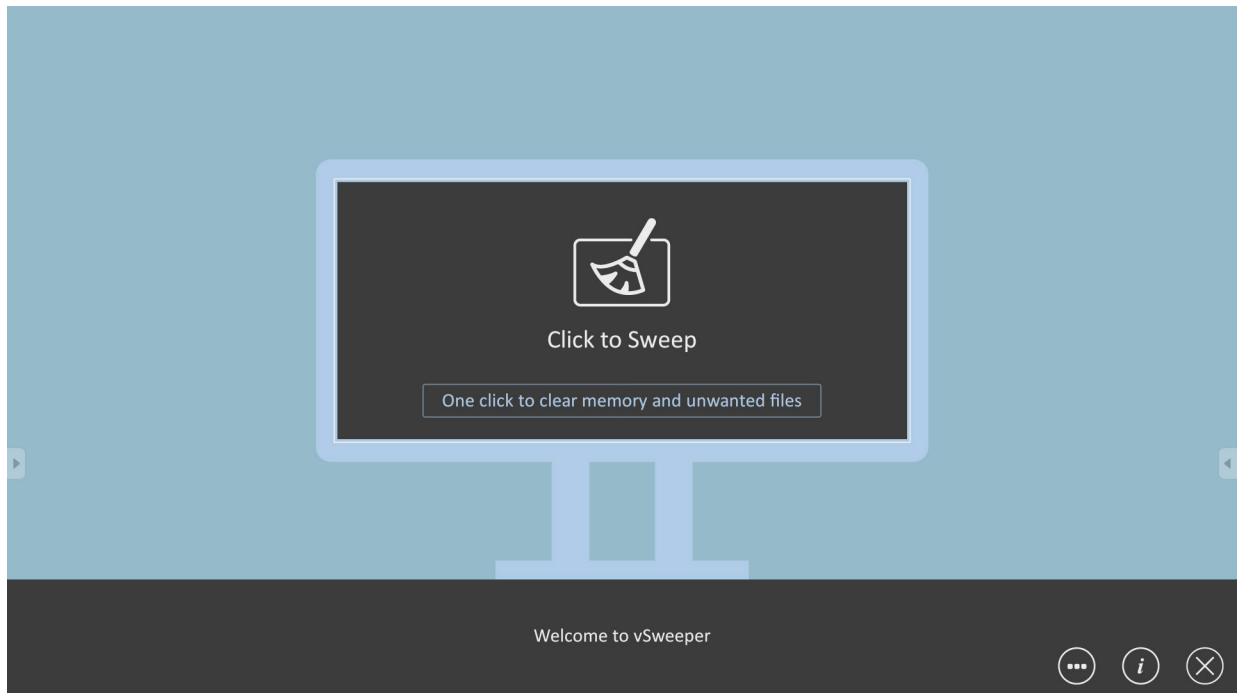 Click to Sweep
One click to clear memory and unwanted files
Welcome to vSweeper
i